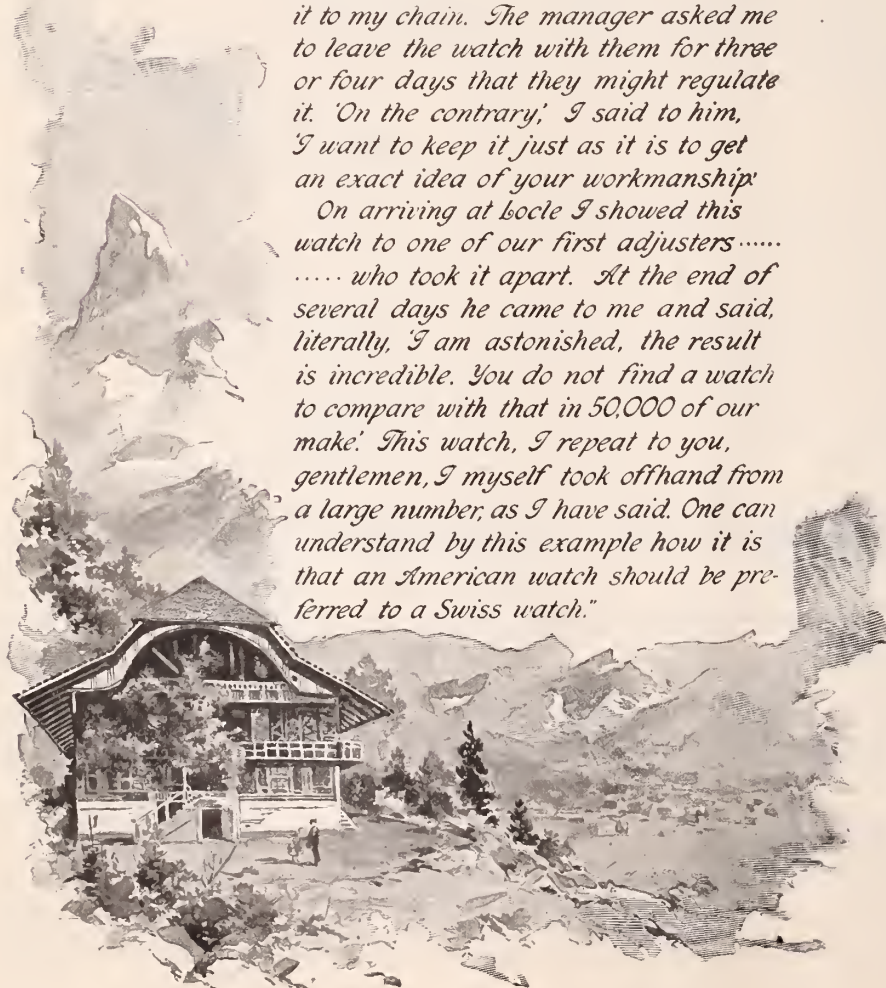 it to my chain. The manager asked me
to leave the watch with them for three
or four days that they might regulate
it. 'On the contrary,' I said to him,
'I want to keep it just as it is to get
an exact idea of your workmanship.'
On arriving at Locle I showed this
watch to one of our first adjusters ......
..... who took it apart. At the end of
several days he came to me and said,
literally, 'I am astonished, the result
is incredible. You do not find a watch
to compare with that in 50,000 of our
make.' This watch, I repeat to you,
gentlemen, I myself took offhand from
a large number, as I have said. One can
understand by this example how it is
that an American watch should be pre-
ferred to a Swiss watch."